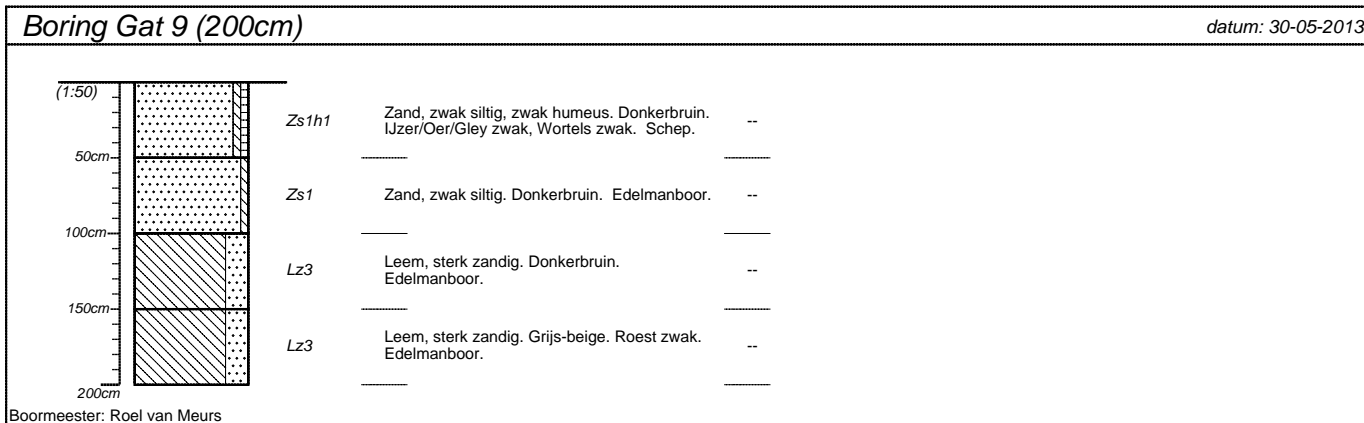 Boring Gat 9 (200cm)
datum: 30-05-2013
(1:50)
Zs1h1
Zand, zwak siltig, zwak humeus. Donkerbruin.
IJzer/Oer/Gley zwak, Wortels zwak. Schep.
--
50cm
Zs1
Zand, zwak siltig. Donkerbruin. Edelmanboor.
--
100cm
Lz3
Leem, sterk zandig. Donkerbruin.
Edelmanboor.
--
150cm
Lz3
Leem, sterk zandig. Grijs-beige. Roest zwak.
Edelmanboor.
--
200cm
Boormeester: Roel van Meurs